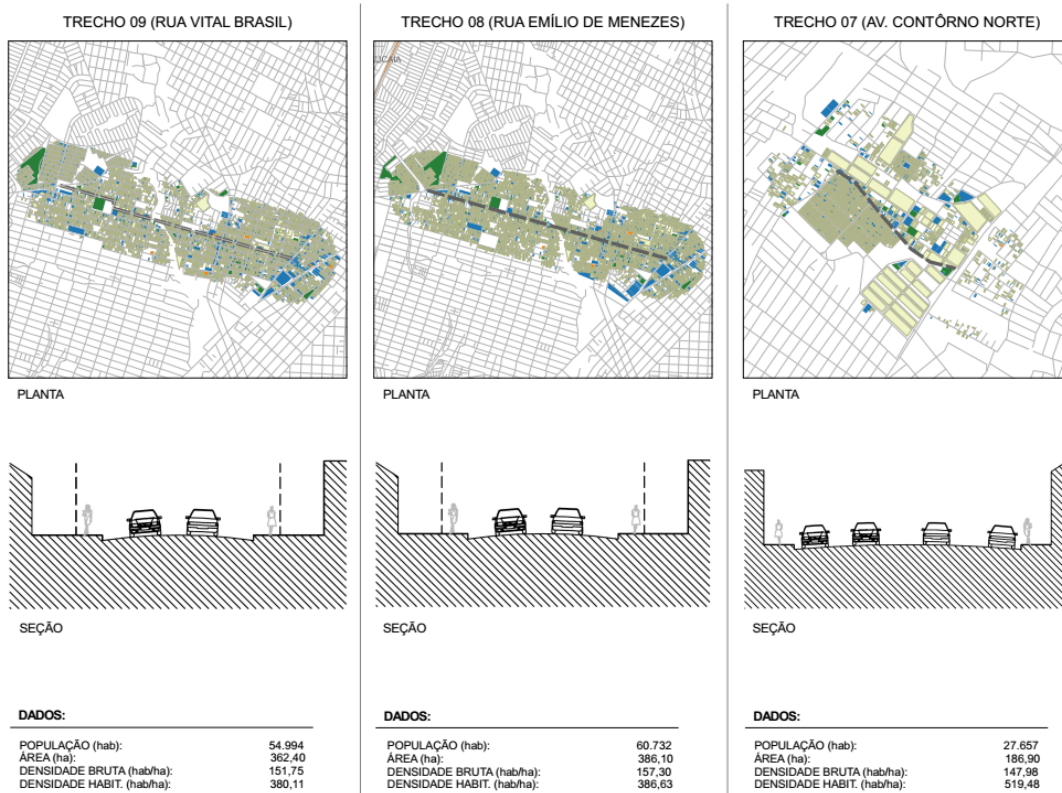 TRECHO 09 (RUA VITAL BRASIL)
PLANTA
SEÇÃO
DADOS:
POPULAÇÃO (hab): 54.994
ÁREA (ha): 362,40
DENSIDADE BRUTA (hab/ha): 151,75
DENSIDADE HABIT. (hab/ha): 380,11
TRECHO 08 (RUA EMÍLIO DE MENEZES)
UCAIA
PLANTA
SEÇÃO
DADOS:
POPULAÇÃO (hab): 60.732
ÁREA (ha): 386,10
DENSIDADE BRUTA (hab/ha): 157,30
DENSIDADE HABIT. (hab/ha): 386,63
TRECHO 07 (AV. CONTÔRNO NORTE)
PLANTA
SEÇÃO
DADOS:
POPULAÇÃO (hab): 27.657
ÁREA (ha): 186,90
DENSIDADE BRUTA (hab/ha): 147,98
DENSIDADE HABIT. (hab/ha): 519,48